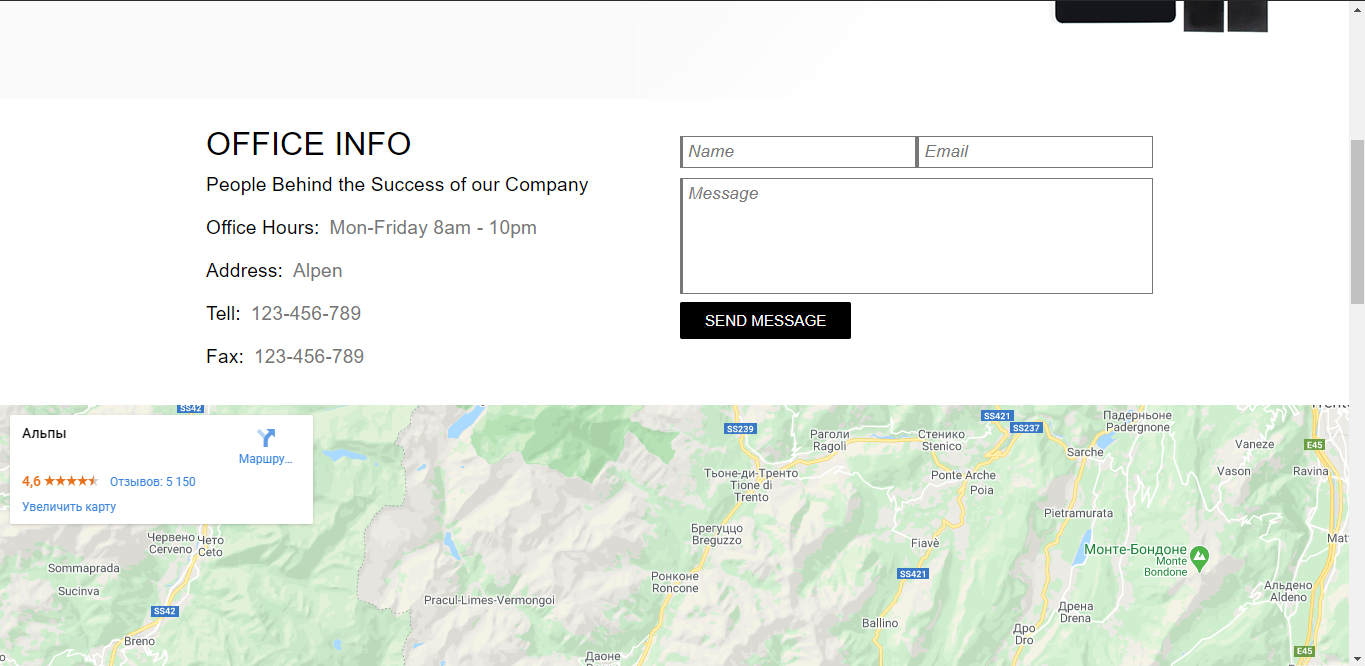 OFFICE INFO
People Behind the Success of our Company
Office Hours: Mon-Friday 8am - 10pm
Address: Alpen
Tell: 123-456-789
Fax: 123-456-789
Name
Email
Message
SEND MESSAGE
Альпы
Маршру...
4,6
Отзывов: 5 150
Увеличить карту
SS42
SS239
SS421
SS237
Падерньоне
Padergnone
Раголи
Ragoli
Стенико
Stenico
Sarche
Vaneze
E45
Vason
Ravina
Тьоне-ди-Тренто
Tione di
Trento
Ponte Arche
Poia
Pietramurata
Брегуццо
Breguzzo
Fiavè
Монте-Бондоне
Monte
Bondone
Mat
Червено
Cerveno
Чето
Ceto
Sommaprada
Sucinva
SS42
Breno
Pracul-Limes-Vermongoi
Ронконе
Roncone
SS421
Альдено
Aldeno
Дрена
Drena
Ballino
Дро
Dro
E45
Даоне